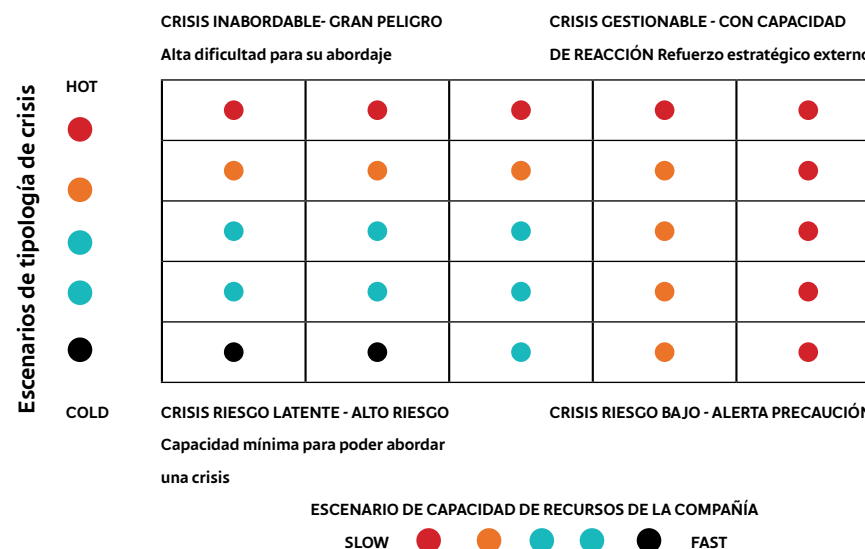 CRISIS INABORDABLE- GRAN PELIGRO
Alta dificultad para su abordaje
CRISIS GESTIONABLE - CON CAPACIDAD
DE REACCIÓN Refuerzo estratégico externo
Escenarios de tipología de crisis
HOT
COLD
CRISIS RIESGO LATENTE - ALTO RIESGO
Capacidad mínima para poder abordar
una crisis
CRISIS RIESGO BAJO - ALERTA PRECAUCIÓN
ESCENARIO DE CAPACIDAD DE RECURSOS DE LA COMPAÑÍA
SLOW
FAST